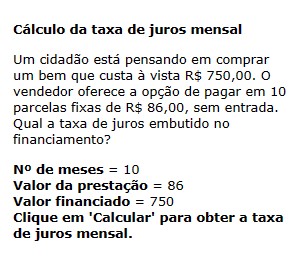 Cálculo da taxa de juros mensal
Um cidadão está pensando em comprar
um bem que custa à vista R$ 750,00. O
vendedor oferece a opção de pagar em 10
parcelas fixas de R$ 86,00, sem entrada.
Qual a taxa de juros embutido no
financiamento?
Nº de meses = 10
Valor da prestação = 86
Valor financiado = 750
Clique em 'Calcular' para obter a taxa
de juros mensal.